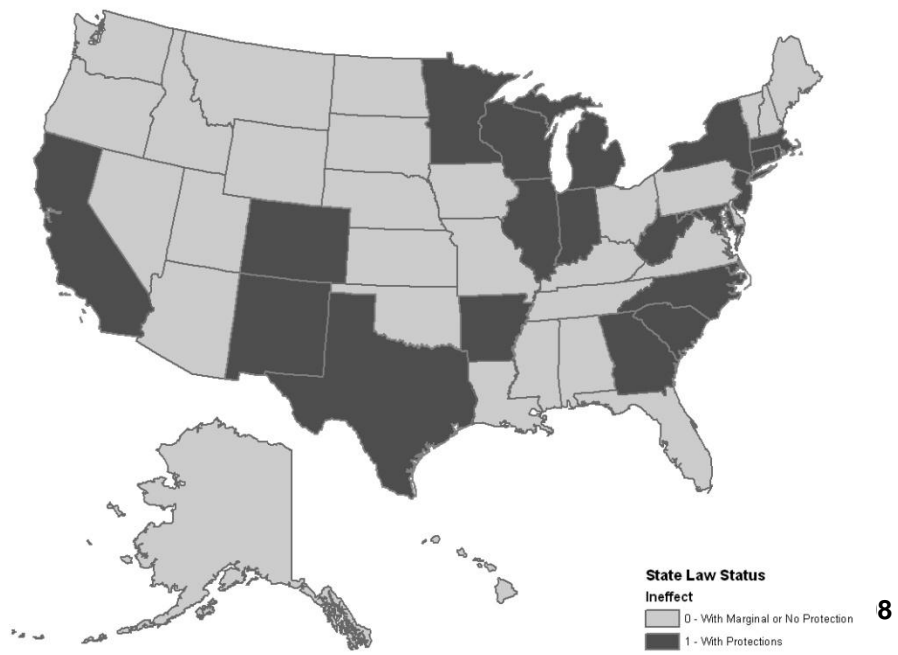 State Law Status
Ineffect
0 - With Marginal or No Protection
1 - With Protections
8